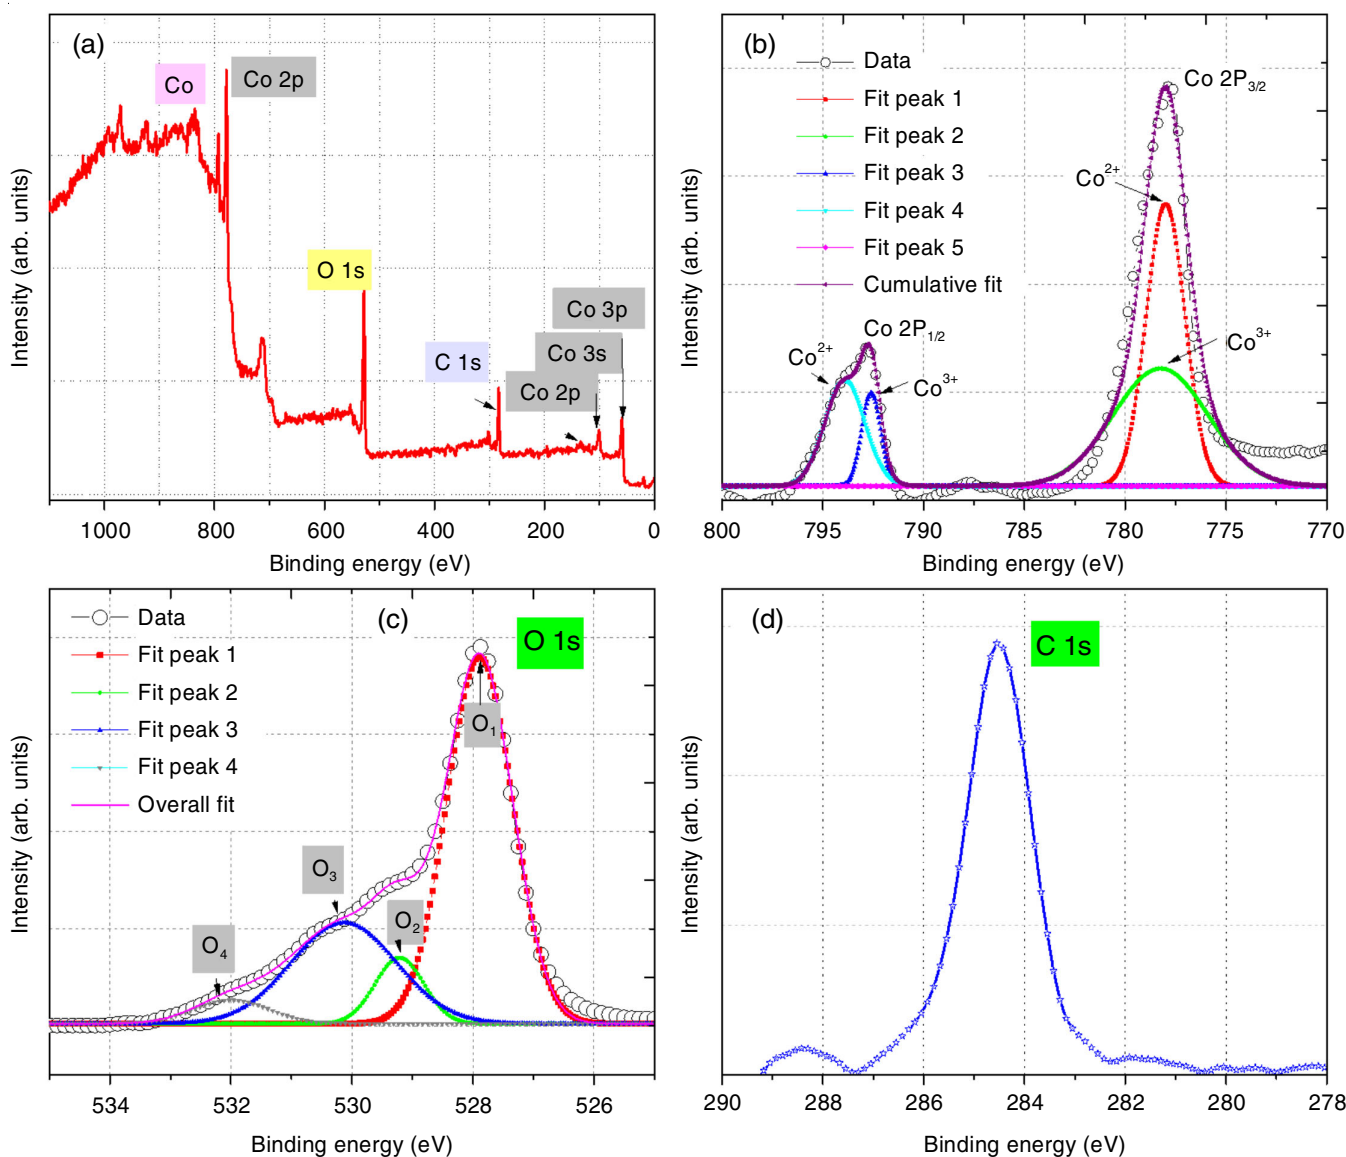 (a)
Co
Co 2p
O 1s
C 1s
Co 3p
Co 3s
Co 2p
Intensity (arb. units)
1000 800 600 400 200 0
Binding energy (eV)
(b)
Data
Fit peak 1
Fit peak 2
Fit peak 3
Fit peak 4
Fit peak 5
Cumulative fit
Co 2P3/2
Co2+
Co3+
Co 2P1/2
Co2+
Co3+
Intensity (arb. units)
800 795 790 785 780 775 770
Binding energy (eV)
(c)
Data
Fit peak 1
Fit peak 2
Fit peak 3
Fit peak 4
Overall fit
O 1s
O1
O3
O2
O4
Intensity (arb. units)
534 532 530 528 526
Binding energy (eV)
(d)
C 1s
Intensity (arb. units)
290 288 286 284 282 280 278
Binding energy (eV)